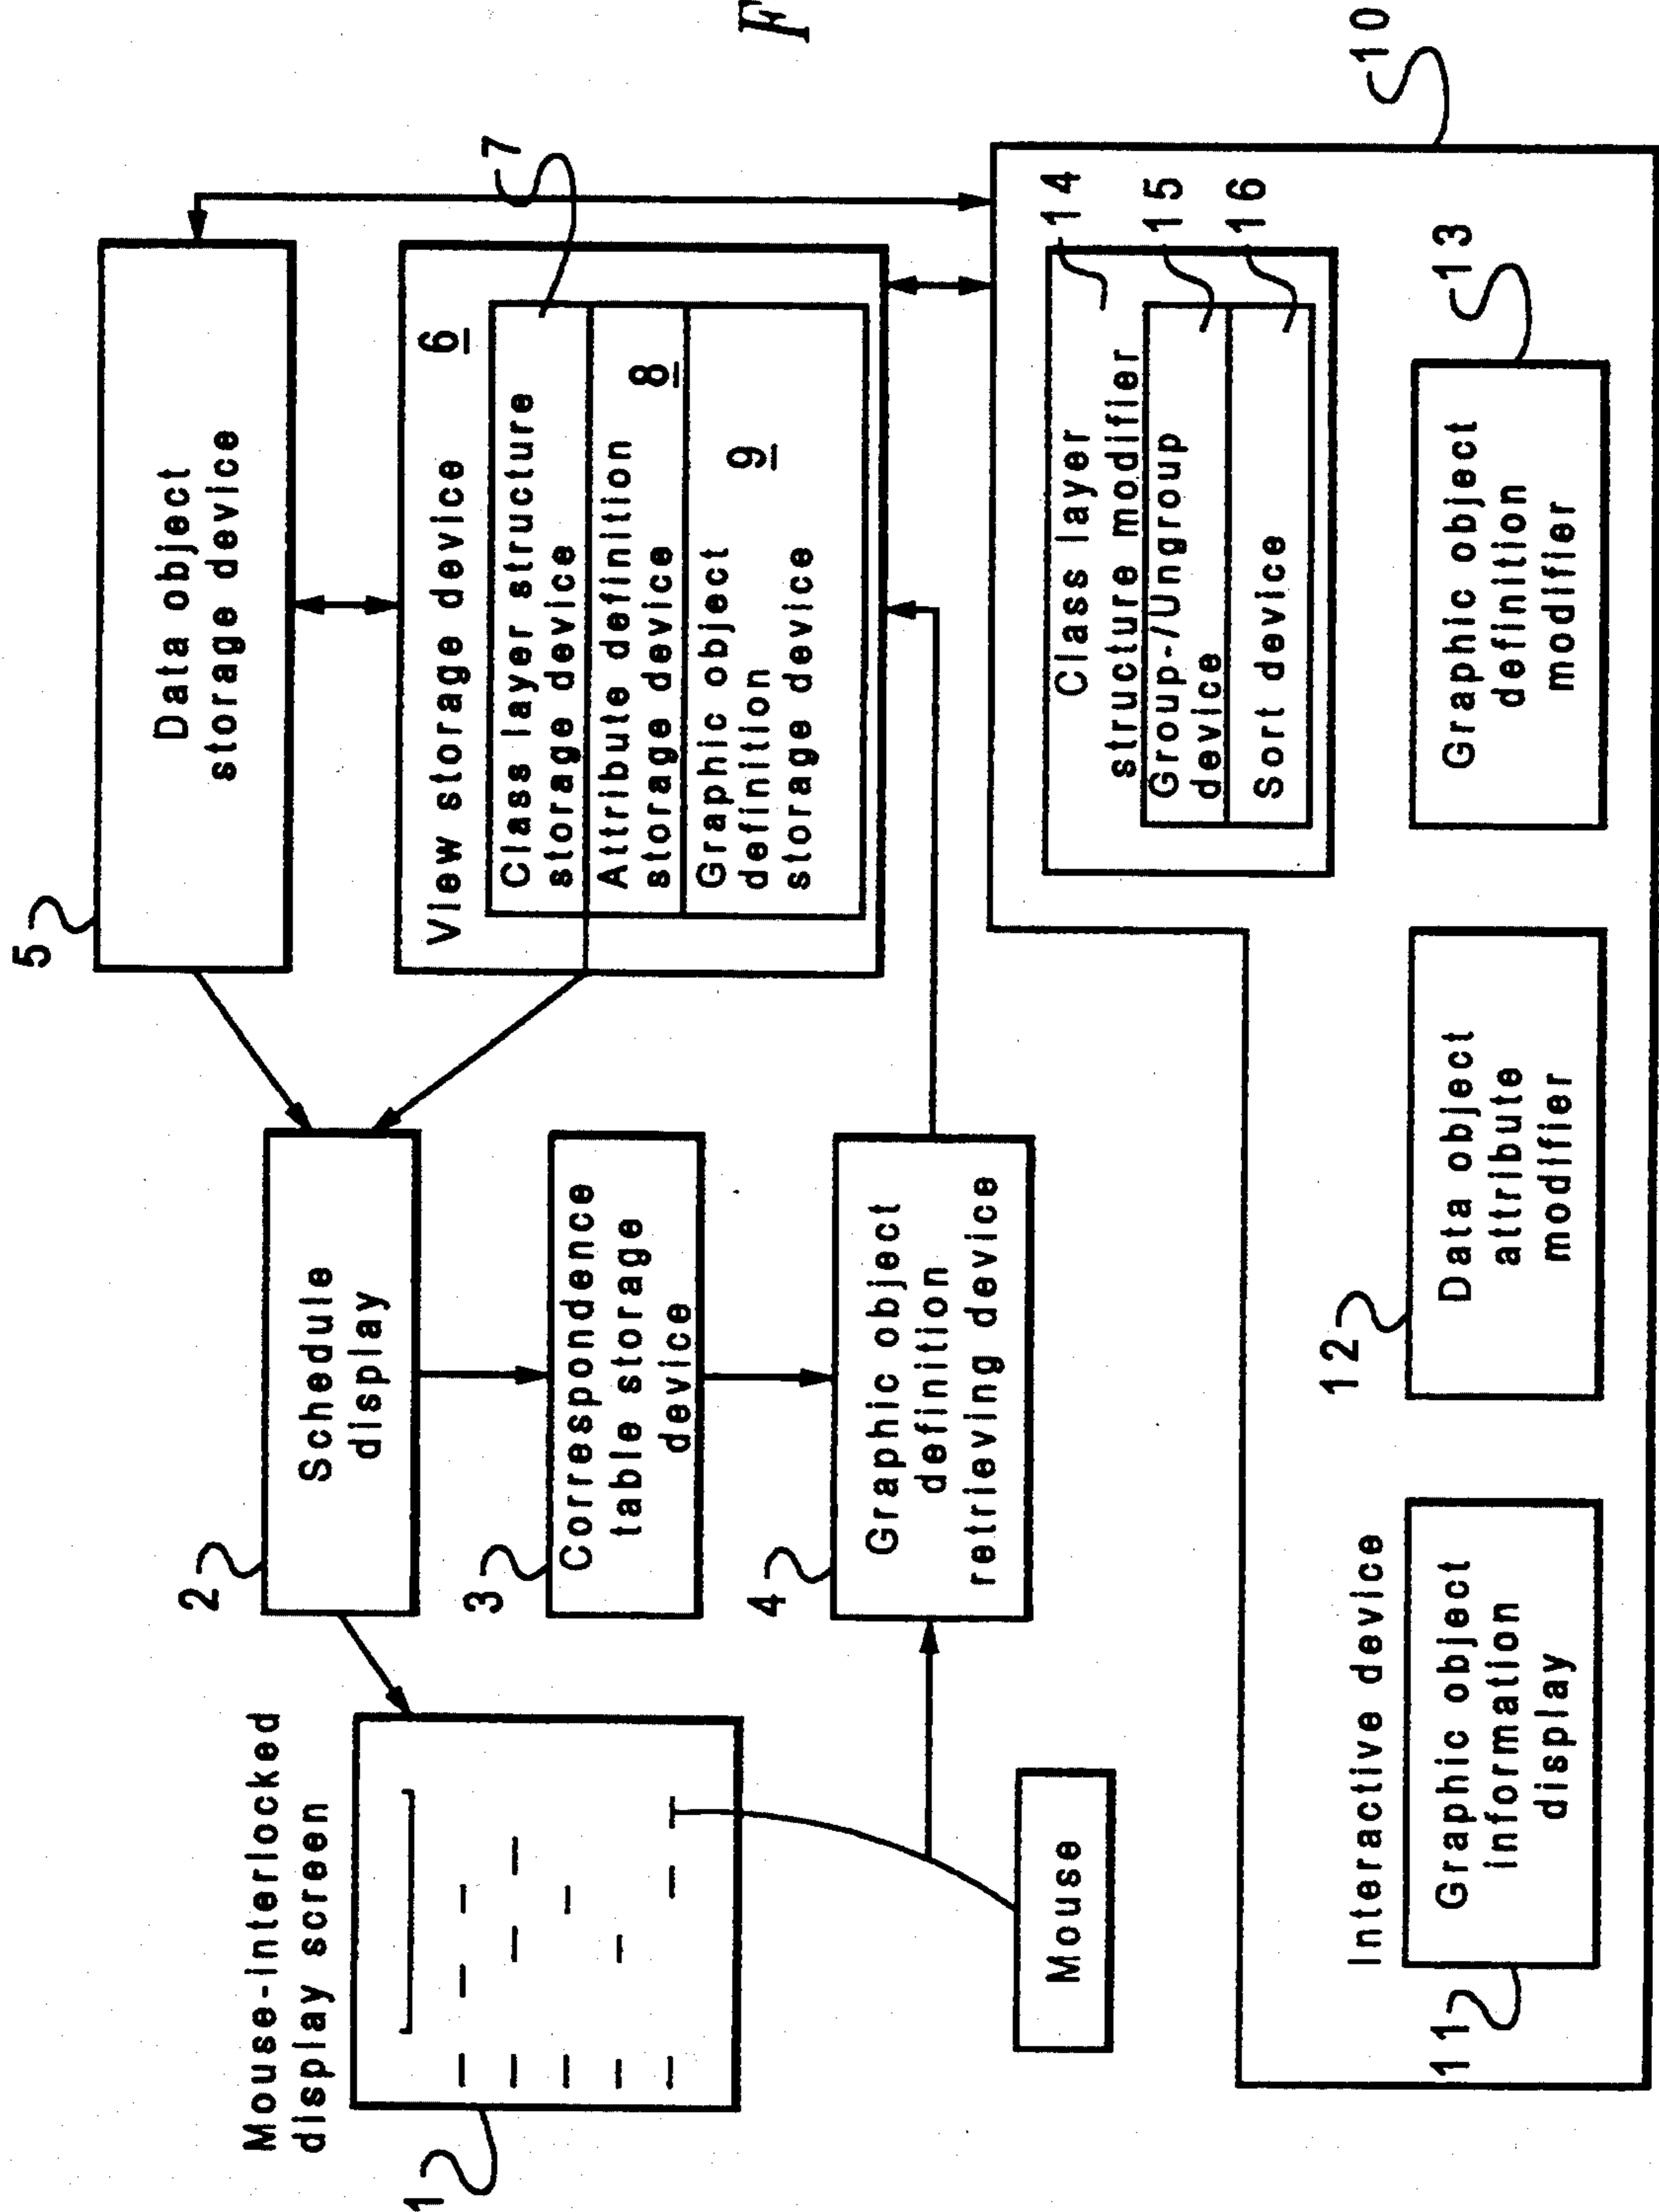 F
5
Data object
storage device
Mouse-interlocked
display screen
1
2
Schedule
display
View storage device 6
Class layer structure
storage device
7
Attribute definition
storage device 8
Graphic object
definition 9
storage device
3
Correspondence
table storage
device
4
Graphic object
definition
retrieving device
Mouse
10
Class layer
structure modifier
14
Group-/Ungroup
device
15
Sort device
16
Interactive device
11
Graphic object
information
display
12
Data object
attribute
modifier
13
Graphic object
definition
modifier